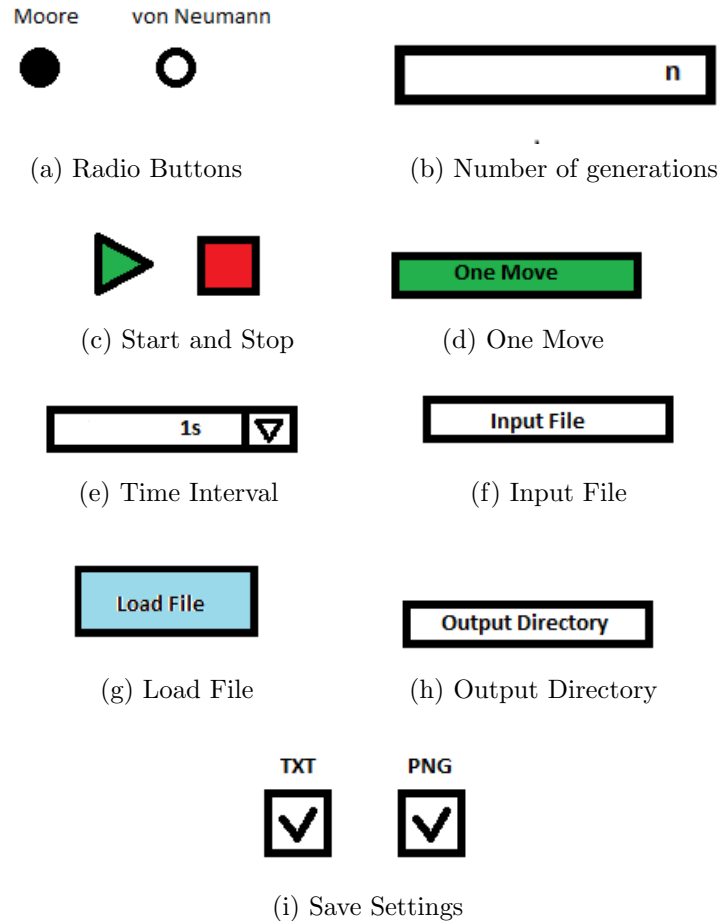 Moore von Neumann
n
(a) Radio Buttons (b) Number of generations
One Move
(c) Start and Stop (d) One Move
1s Input File
(e) Time Interval (f) Input File
Load File Output Directory
(g) Load File (h) Output Directory
TXT PNG
(i) Save Settings